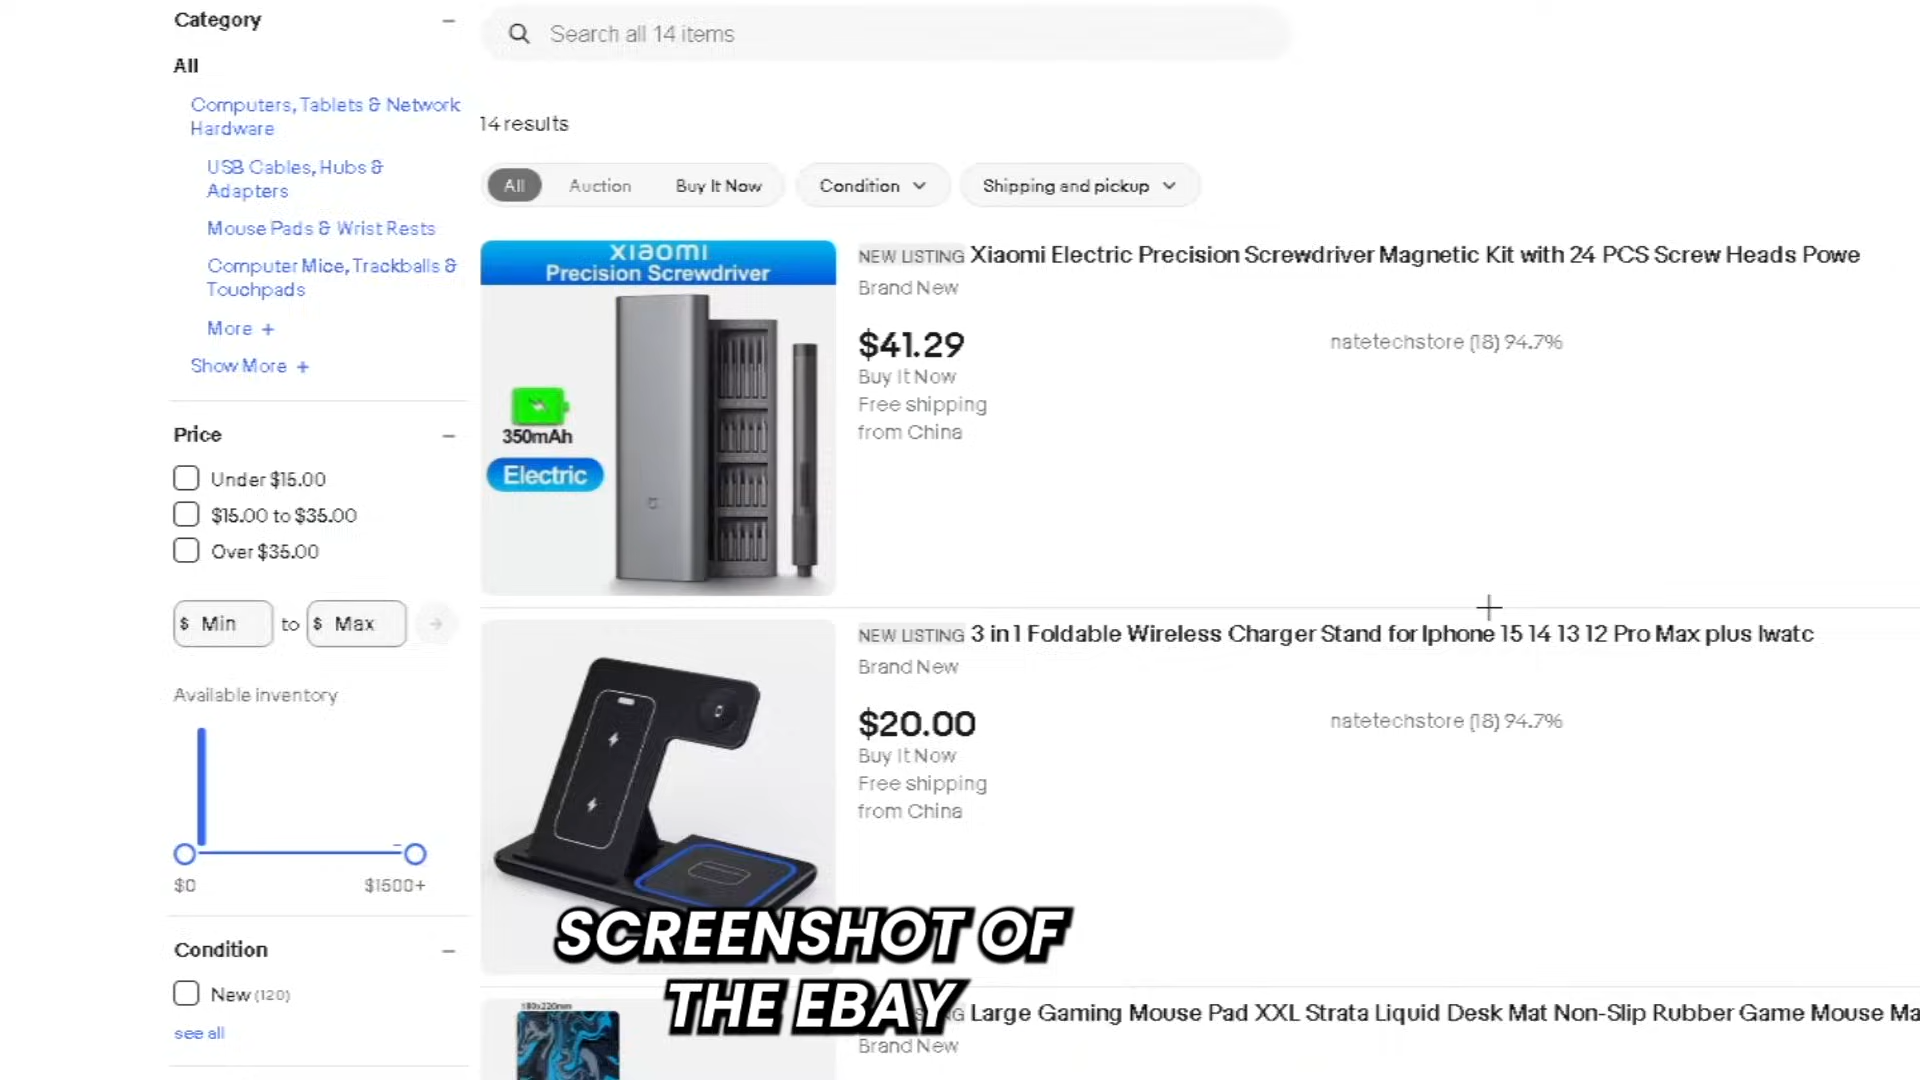 Category
All
Computers, Tablets & Network
Hardware
USB Cables, Hubs &
Adapters
Mouse Pads & Wrist Rests
Computer Mice, Trackballs &
Touchpads
More +
Show More +
Price
Under $15.00
$15.00 to $35.00
Over $35.00
$ Min to $ Max
Available inventory
$0 $1500+
Condition
New (120)
see all
Search all 14 items
14 results
All Auction Buy It Now Condition Shipping and pickup
xiaomi
Precision Screwdriver
350mAh
Electric
NEW LISTING Xiaomi Electric Precision Screwdriver Magnetic Kit with 24 PCS Screw Heads Powe
Brand New
$41.29
natetechstore (18) 94.7%
Buy It Now
Free shipping
from China
NEW LISTING 3 in 1 Foldable Wireless Charger Stand for Iphone 15 14 13 12 Pro Max plus Iwatc
Brand New
$20.00
natetechstore (18) 94.7%
Buy It Now
Free shipping
from China
SCREENSHOT OF
THE EBAY
Large Gaming Mouse Pad XXL Strata Liquid Desk Mat Non-Slip Rubber Game Mouse Ma
Brand New